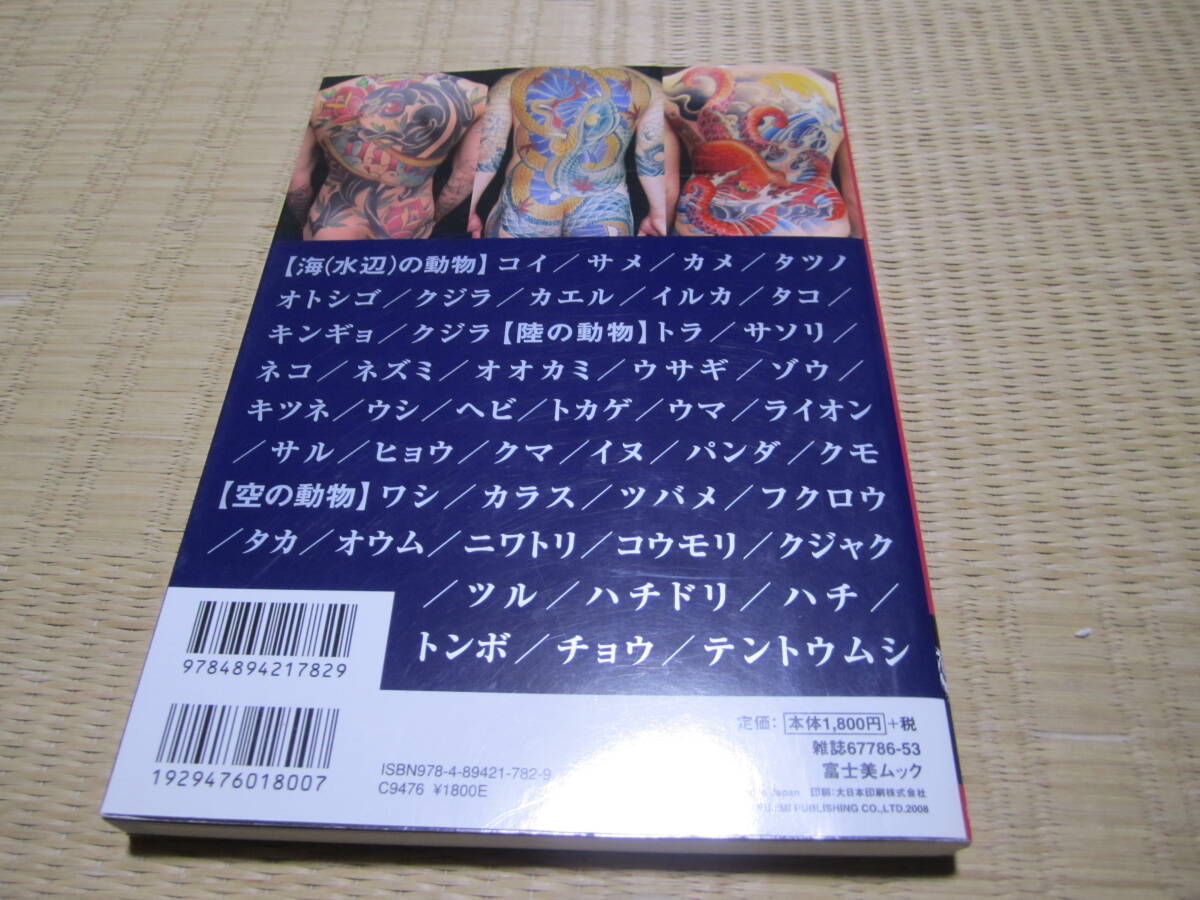 【海(水辺)の動物】コイ／サメ／カメ／タツノ
オトシゴ／クジラ／カエル／イルカ／タコ／
キンギョ／クジラ【陸の動物】トラ／サソリ／
ネコ／ネズミ／オオカミ／ウサギ／ゾウ／
キツネ／ウシ／ヘビ／トカゲ／ウマ／ライオン
／サル／ヒョウ／クマ／イヌ／パンダ／クモ
【空の動物】ワシ／カラス／ツバメ／フクロウ
／タカ／オウム／ニワトリ／コウモリ／クジャク
／ツル／ハチドリ／ハチ／
トンボ／チョウ／テントウムシ
9784894217829
1929476018007
ISBN978-4-89421-782-9
C9476 ¥1800E
定価: 本体1,800円+税
雑誌67786-53
富士美ムック
Japan 印刷:大日本印刷株式会社
PUBLISHING CO.,LTD.2008